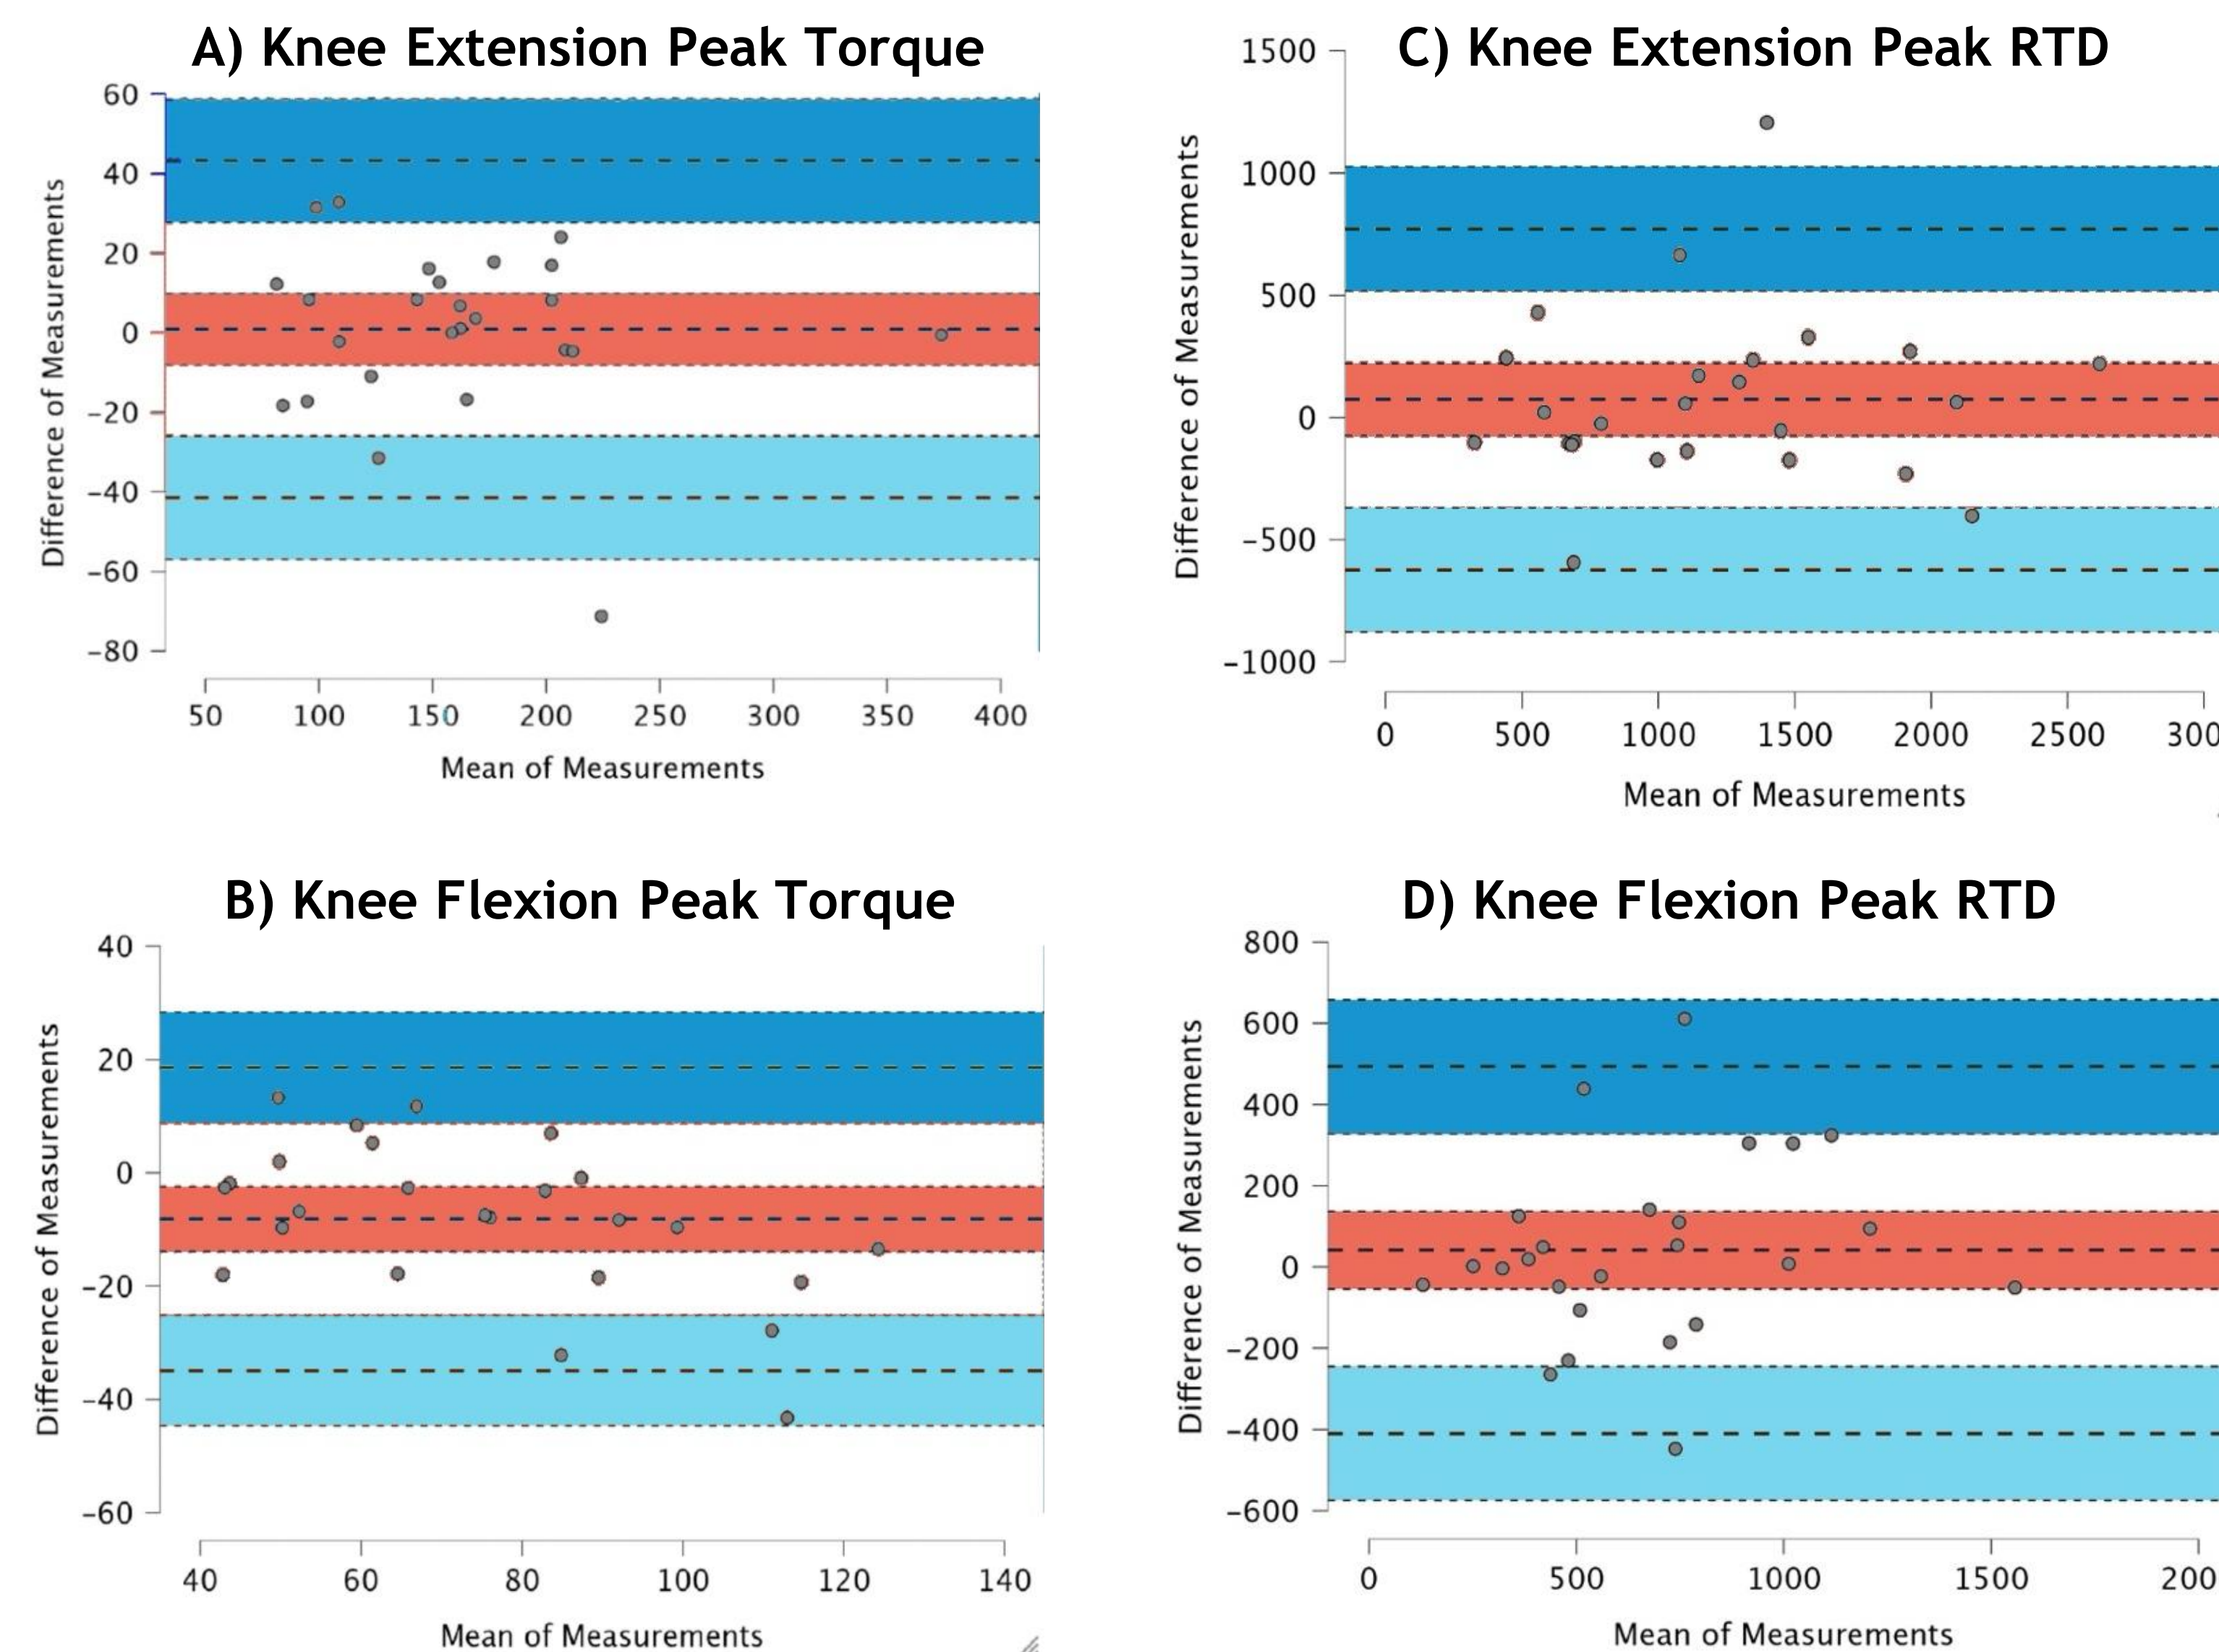 A) Knee Extension Peak Torque
60
40
20
0
−20
−40
−60
−80
Difference of Measurements
50 100 150 200 250 300 350 400
Mean of Measurements
C) Knee Extension Peak RTD
1500
1000
500
0
−500
−1000
Difference of Measurements
0 500 1000 1500 2000 2500 300
Mean of Measurements
B) Knee Flexion Peak Torque
40
20
0
−20
−40
−60
Difference of Measurements
40 60 80 100 120 140
Mean of Measurements
D) Knee Flexion Peak RTD
800
600
400
200
0
−200
−400
−600
Difference of Measurements
0 500 1000 1500 200
Mean of Measurements